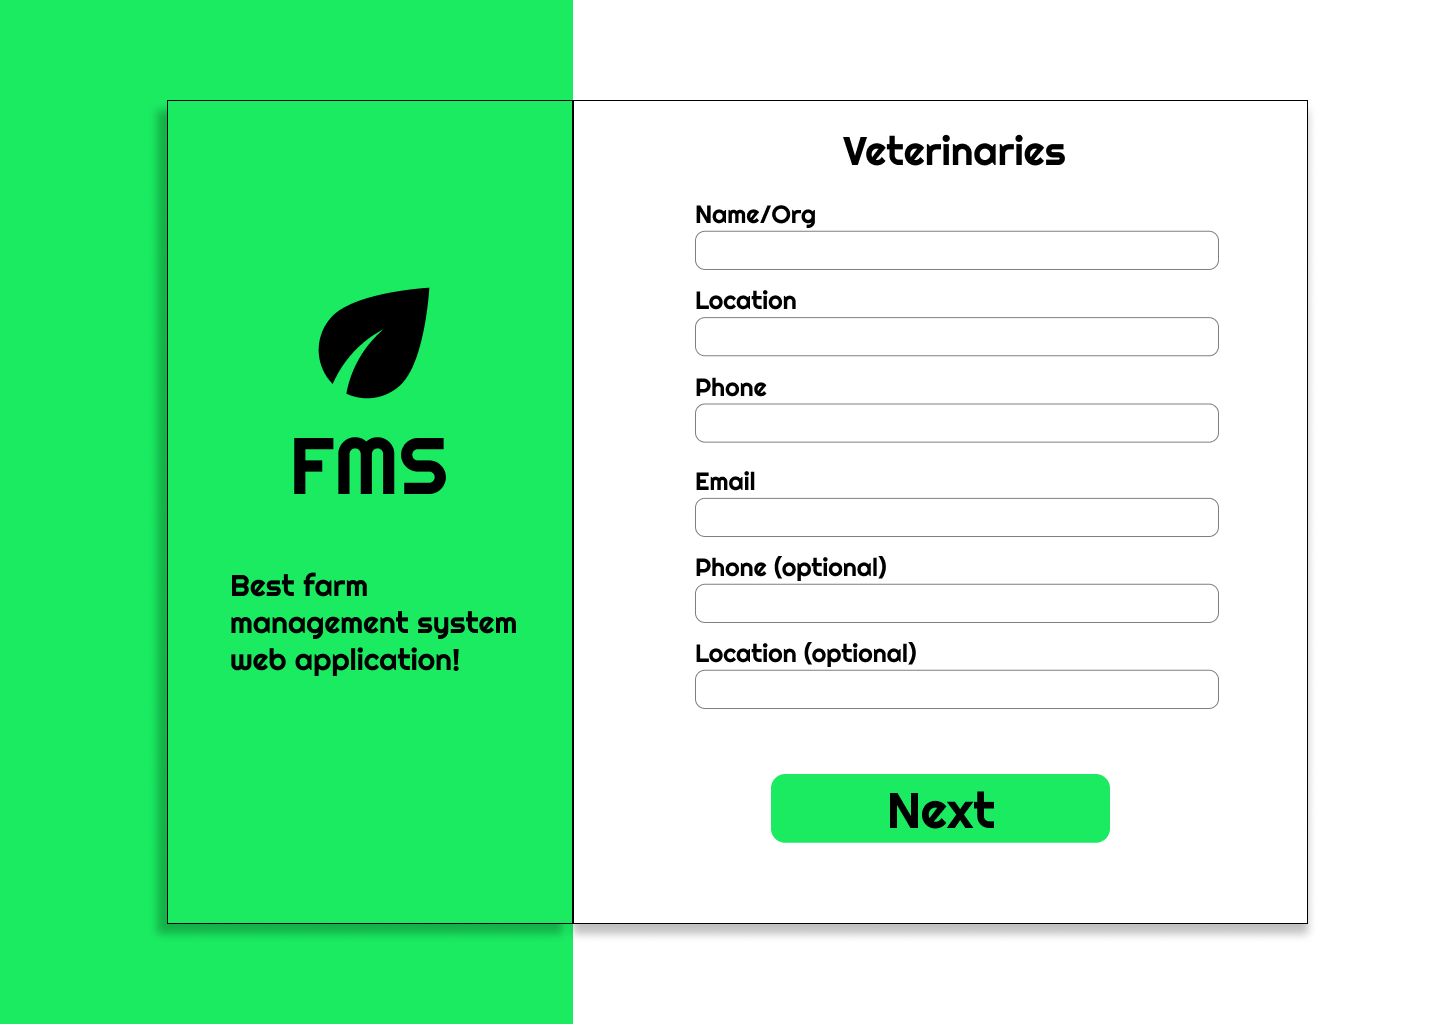 FMS
Best farm
management system
web application!
Veterinaries
Name/Org
Location
Phone
Email
Phone (optional)
Location (optional)
Next